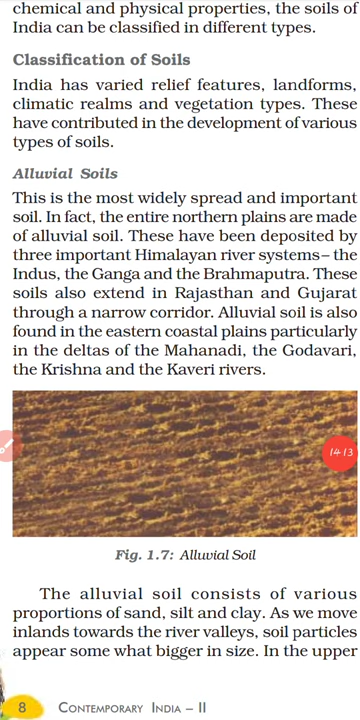 chemical and physical properties, the soils of
India can be classified in different types.
Classification of Soils
India has varied relief features, landforms,
climatic realms and vegetation types. These
have contributed in the development of various
types of soils.
Alluvial Soils
This is the most widely spread and important
soil. In fact, the entire northern plains are made
of alluvial soil. These have been deposited by
three important Himalayan river systems– the
Indus, the Ganga and the Brahmaputra. These
soils also extend in Rajasthan and Gujarat
through a narrow corridor. Alluvial soil is also
found in the eastern coastal plains particularly
in the deltas of the Mahanadi, the Godavari,
the Krishna and the Kaveri rivers.
14:13
Fig. 1.7: Alluvial Soil
The alluvial soil consists of various
proportions of sand, silt and clay. As we move
inlands towards the river valleys, soil particles
appear some what bigger in size. In the upper
8 CONTEMPORARY INDIA – II